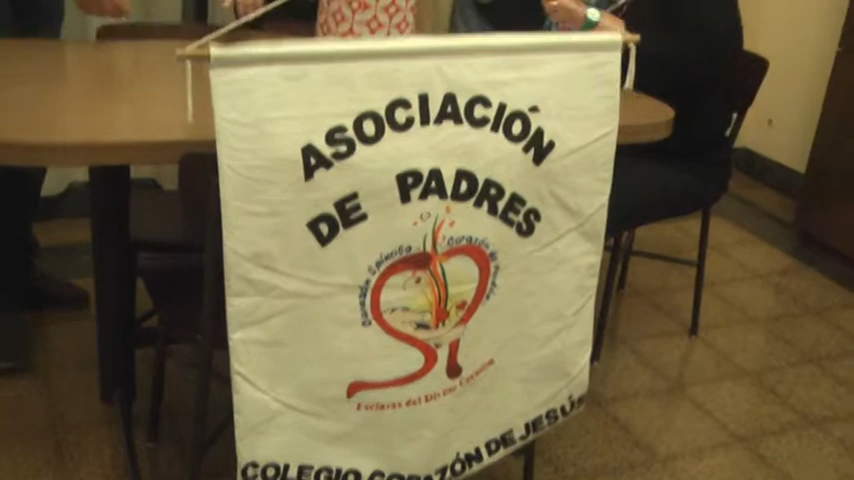 ASOCIACIÓN
DE PADRES
Esclavas del Divino Corazón
COLEGIO CORAZÓN DE JESÚS